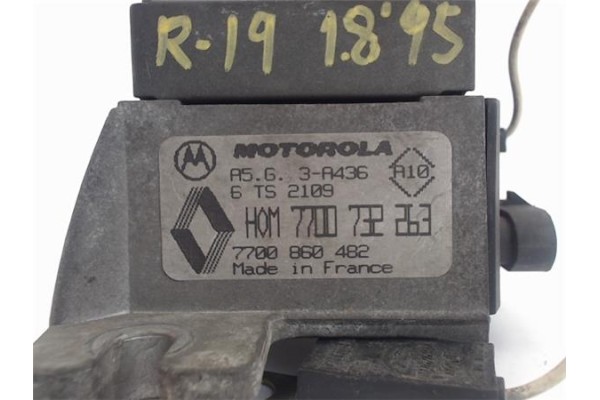 R-19 1.8'95
MOTOROLA
A5.G. 3-A436
A10
6 TS 2109
HOM 7700 732 263
7700 860 482
Made in France